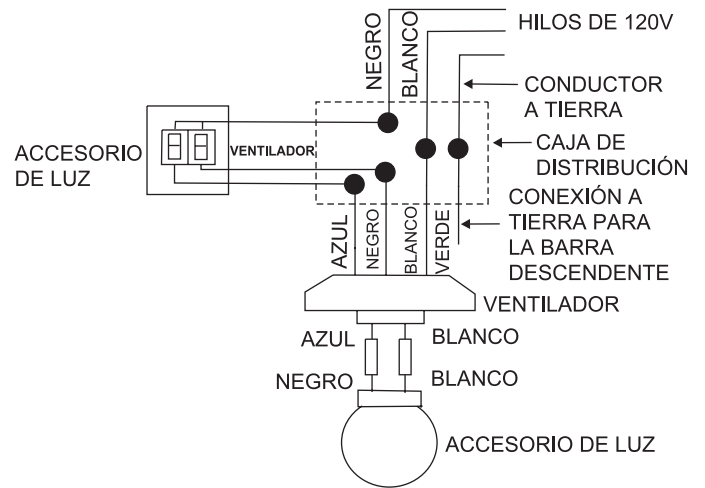 HILOS DE 120V
NEGRO
BLANCO
CONDUCTOR
A TIERRA
ACCESORIO
DE LUZ
VENTILADOR
CAJA DE
DISTRIBUCIÓN
CONEXIÓN A
TIERRA PARA
LA BARRA
DESCENDENTE
AZUL
NEGRO
BLANCO
VERDE
VENTILADOR
AZUL
BLANCO
NEGRO
BLANCO
ACCESORIO DE LUZ